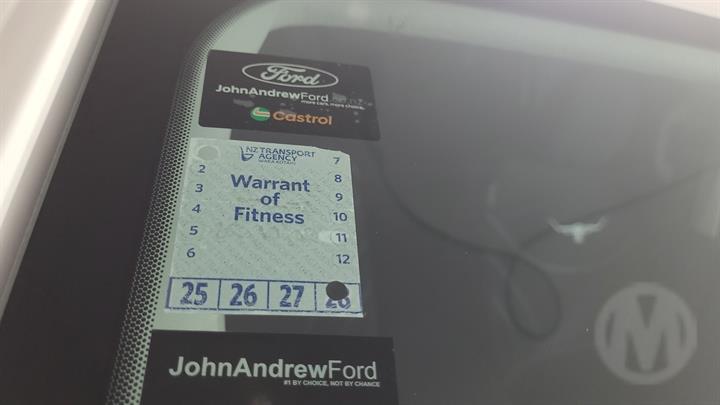 Ford
JohnAndrewFord
more cars, more choice.
Castrol
NZ TRANSPORT
AGENCY
WAKA KOTAHI
Warrant
of
Fitness
2
3
4
5
6
7
8
9
10
11
12
25 26 27 28
JohnAndrewFord
#1 BY CHOICE, NOT BY CHANCE
M